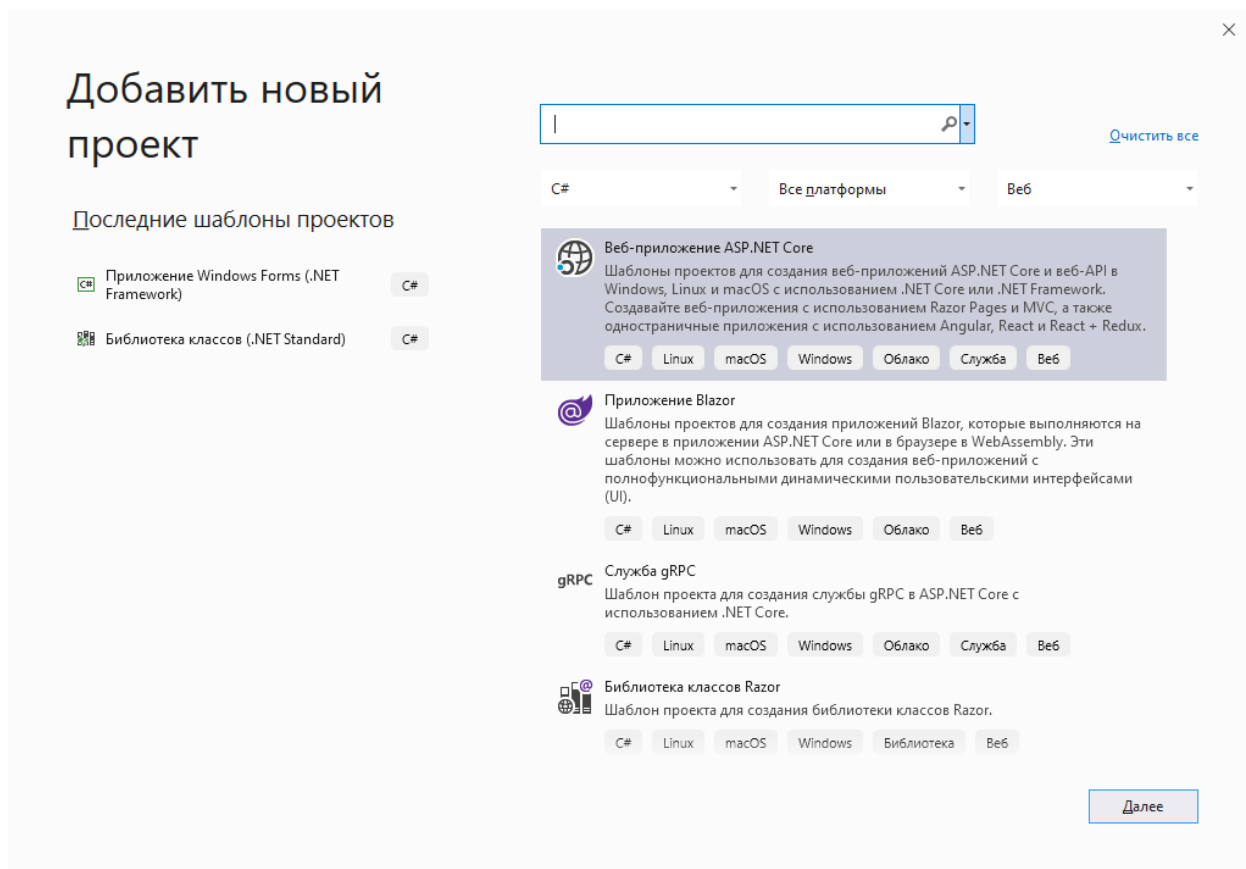 Добавить новый
проект
Очистить все
C#
Все платформы
Веб
Последние шаблоны проектов
Приложение Windows Forms (.NET
Framework)
C#
Библиотека классов (.NET Standard)
C#
Веб-приложение ASP.NET Core
Шаблоны проектов для создания веб-приложений ASP.NET Core и веб-API в
Windows, Linux и macOS с использованием .NET Core или .NET Framework.
Создавайте веб-приложения с использованием Razor Pages и MVC, а также
одностраничные приложения с использованием Angular, React и React + Redux.
C# Linux macOS Windows Облако Служба Веб
Приложение Blazor
Шаблоны проектов для создания приложений Blazor, которые выполняются на
сервере в приложении ASP.NET Core или в браузере в WebAssembly. Эти
шаблоны можно использовать для создания веб-приложений с
полнофункциональными динамическими пользовательскими интерфейсами
(UI).
C# Linux macOS Windows Облако Веб
gRPC
Служба gRPC
Шаблон проекта для создания службы gRPC в ASP.NET Core с
использованием .NET Core.
C# Linux macOS Windows Облако Служба Веб
Библиотека классов Razor
Шаблон проекта для создания библиотеки классов Razor.
C# Linux macOS Windows Библиотека Веб
Далее